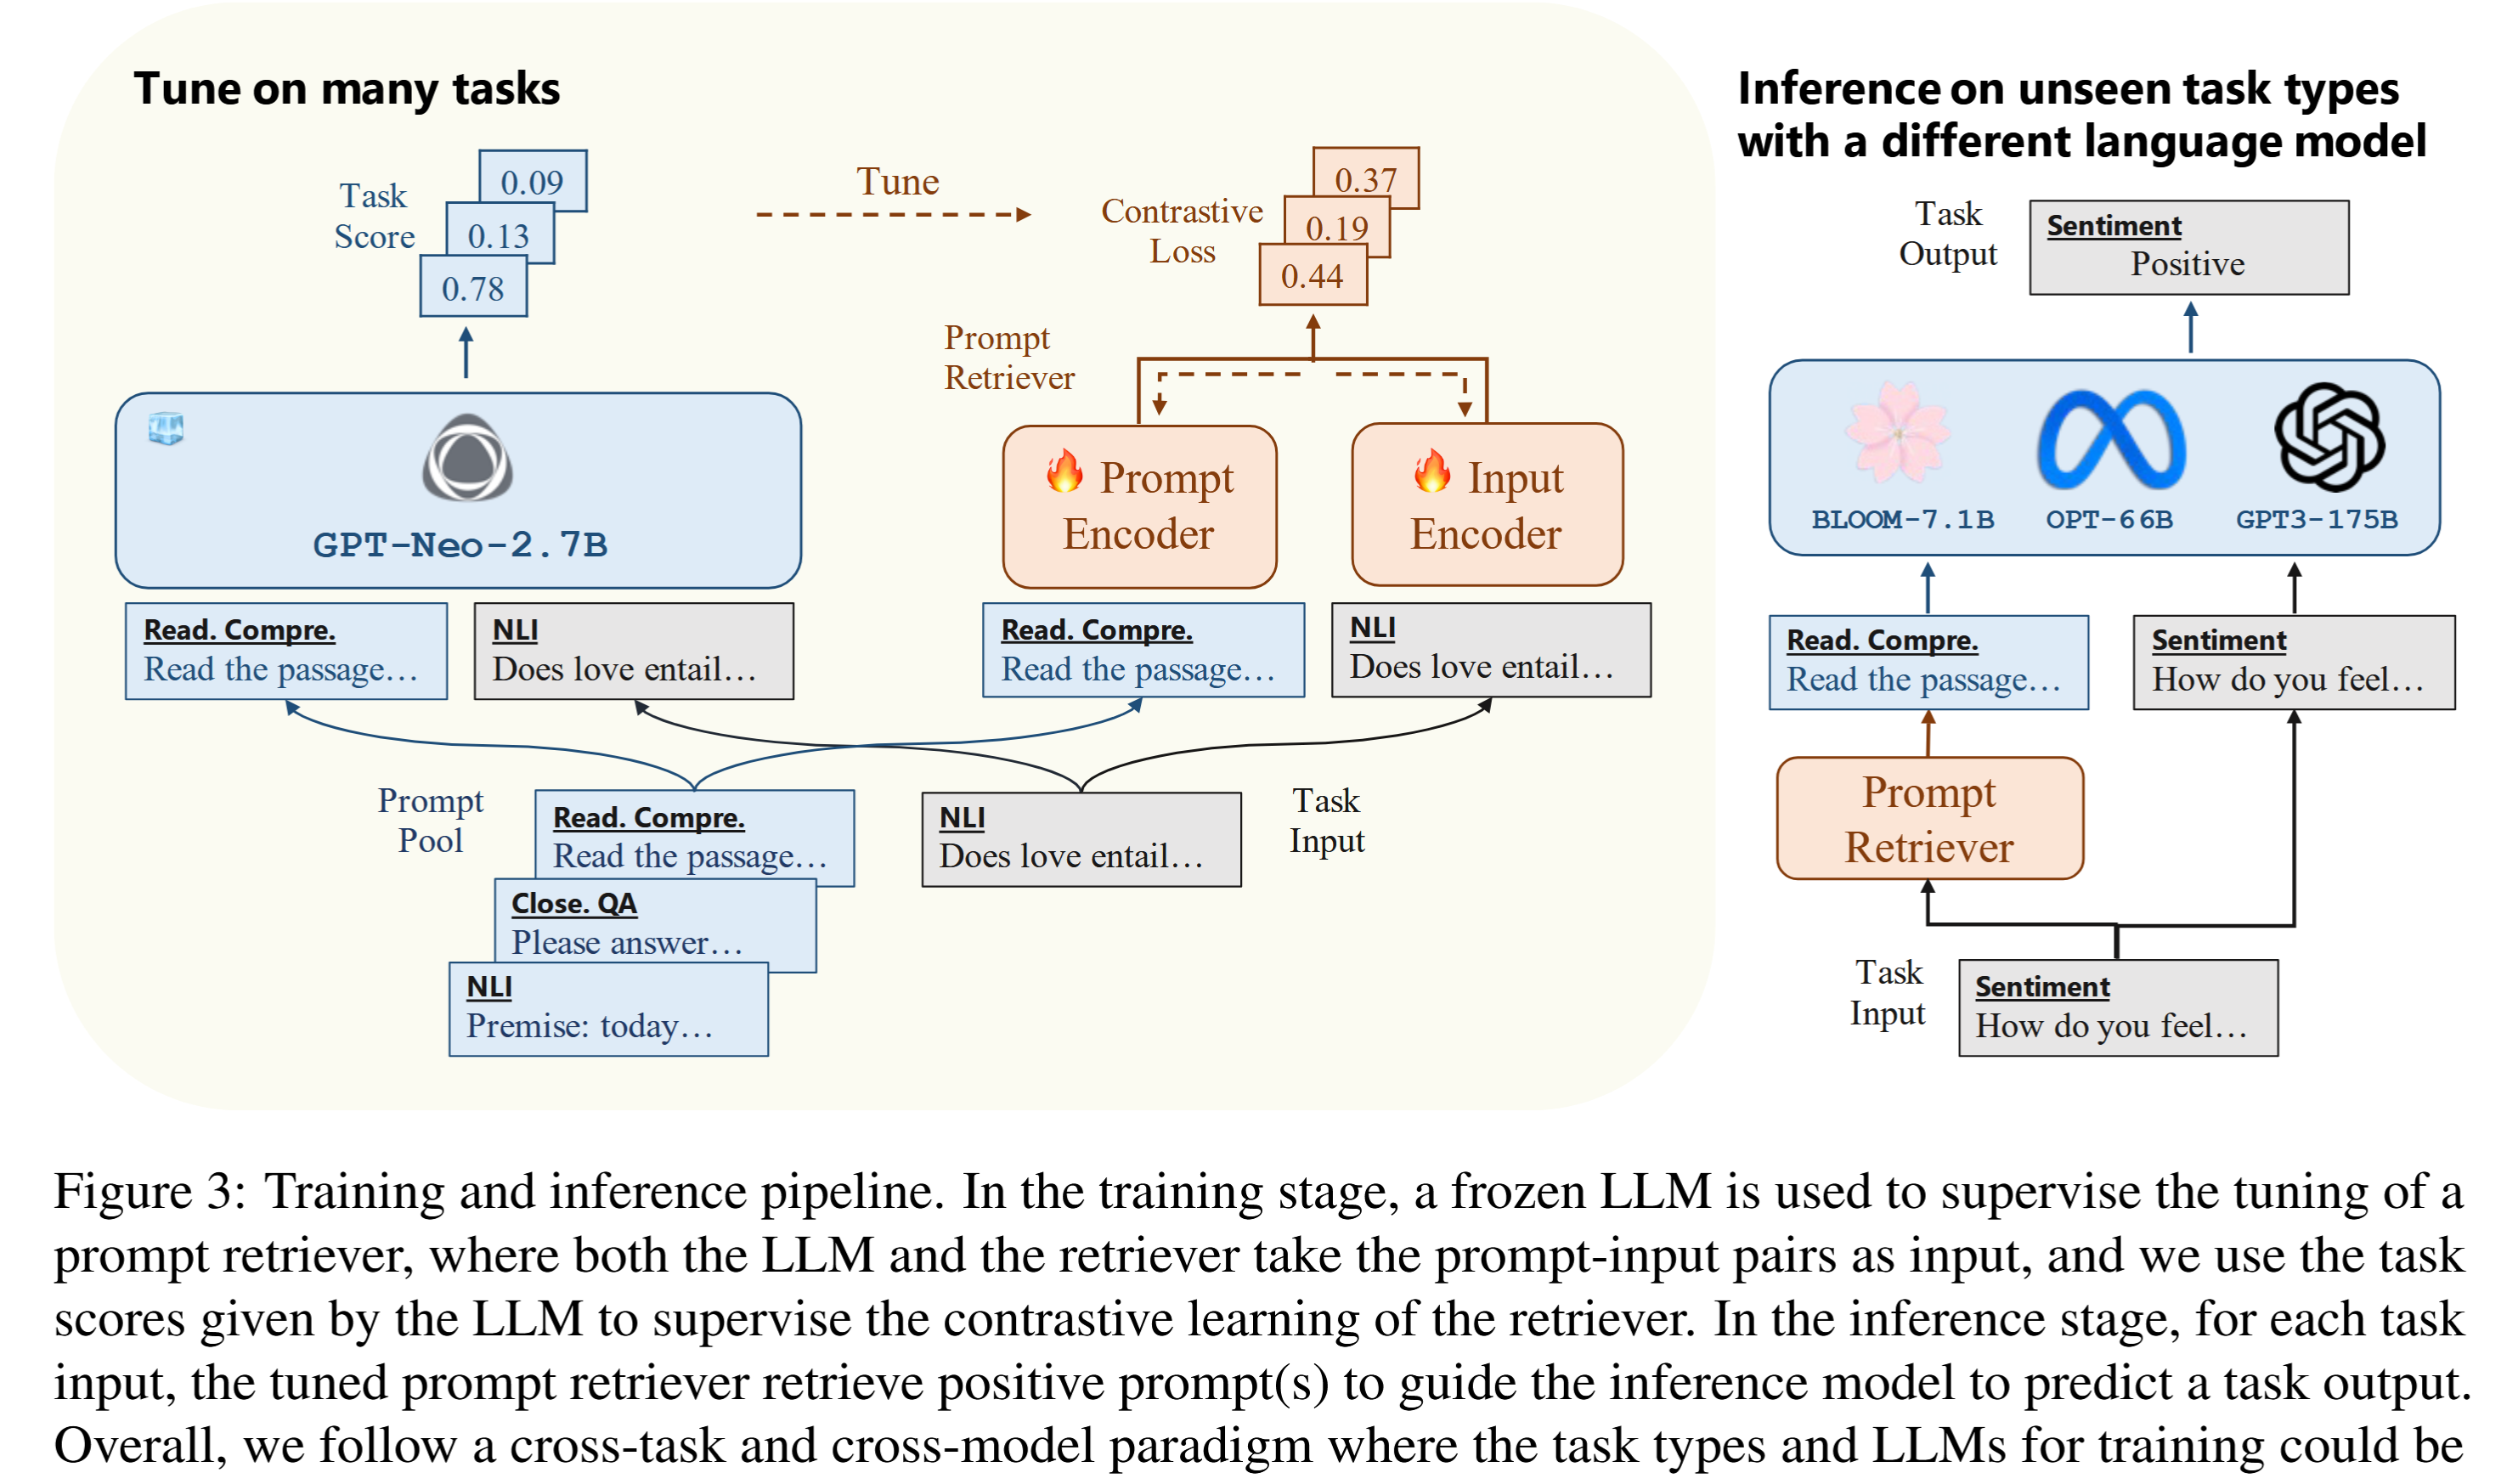 Tune on many tasks
Task
Score
0.09
0.13
0.78
Tune
Contrastive
Loss
0.37
0.19
0.44
Prompt
Retriever
GPT-Neo-2.7B
Prompt
Encoder
Input
Encoder
Read. Compre.
Read the passage…
NLI
Does love entail…
Read. Compre.
Read the passage…
NLI
Does love entail…
Prompt
Pool
Read. Compre.
Read the passage…
Close. QA
Please answer…
NLI
Premise: today…
NLI
Does love entail…
Task
Input
Inference on unseen task types
with a different language model
Task
Output
Sentiment
Positive
BLOOM-7.1B
OPT-66B
GPT3-175B
Read. Compre.
Read the passage…
Sentiment
How do you feel…
Prompt
Retriever
Task
Input
Sentiment
How do you feel…
Figure 3: Training and inference pipeline. In the training stage, a frozen LLM is used to supervise the tuning of a
prompt retriever, where both the LLM and the retriever take the prompt-input pairs as input, and we use the task
scores given by the LLM to supervise the contrastive learning of the retriever. In the inference stage, for each task
input, the tuned prompt retriever retrieve positive prompt(s) to guide the inference model to predict a task output.
Overall, we follow a cross-task and cross-model paradigm where the task types and LLMs for training could be